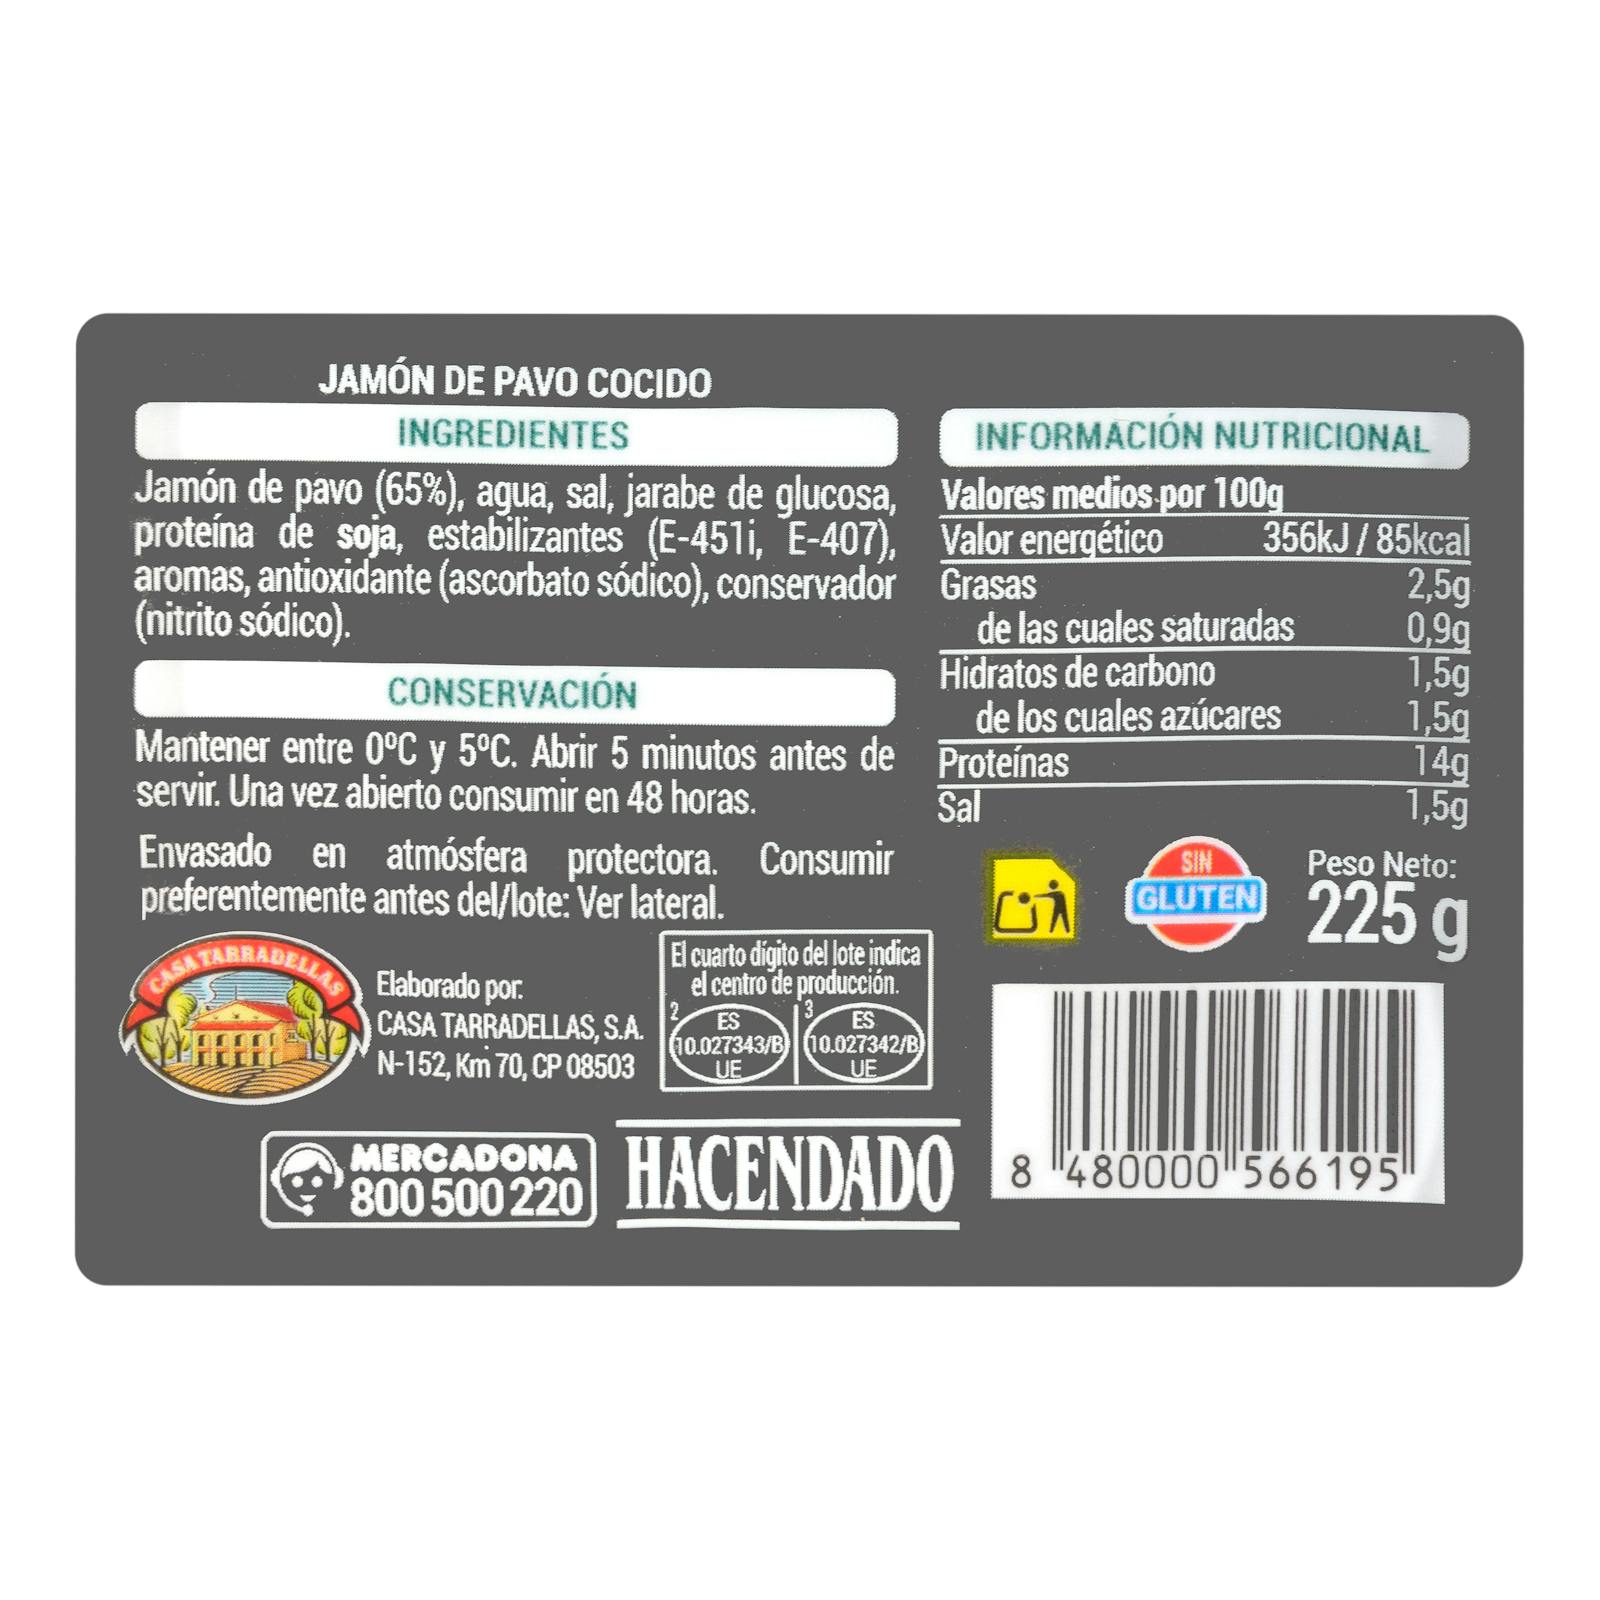 JAMÓN DE PAVO COCIDO
INGREDIENTES
Jamón de pavo (65%), agua, sal, jarabe de glucosa,
proteína de soja, estabilizantes (E-451i, E-407),
aromas, antioxidante (ascorbato sódico), conservador
(nitrito sódico).
CONSERVACIÓN
Mantener entre 0ºC y 5ºC. Abrir 5 minutos antes de
servir. Una vez abierto consumir en 48 horas.
Envasado en atmósfera protectora. Consumir
preferentemente antes del/lote: Ver lateral.
CASA TARRADELLAS
Elaborado por:
CASA TARRADELLAS, S.A.
N-152, Km 70, CP 08503
El cuarto dígito del lote indica
el centro de producción.
2
ES
10.027343/B
UE
3
ES
10.027342/B
UE
MERCADONA
800 500 220
HACENDADO
INFORMACIÓN NUTRICIONAL
Valores medios por 100g
Valor energético 356kJ / 85kcal
Grasas 2,5g
de las cuales saturadas 0,9g
Hidratos de carbono 1,5g
de los cuales azúcares 1,5g
Proteínas 14g
Sal 1,5g
SIN
GLUTEN
Peso Neto:
225 g
8 480000 566195